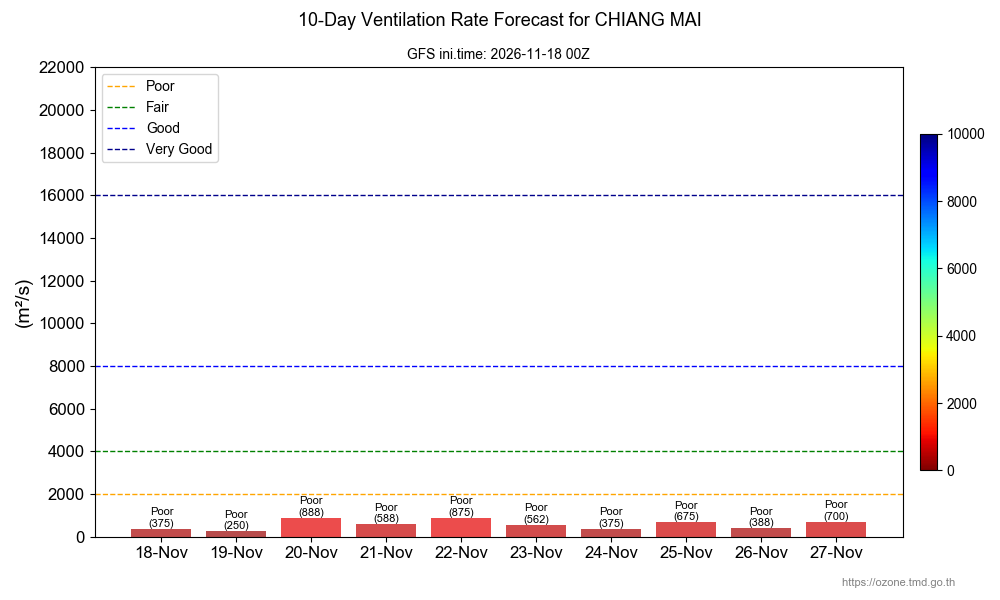 10-Day Ventilation Rate Forecast for CHIANG MAI
GFS ini.time: 2026-11-18 00Z
22000
20000
18000
16000
14000
12000
10000
8000
6000
4000
2000
0
(m²/s)
Poor
Fair
Good
Very Good
Poor
(375)
Poor
(250)
Poor
(888)
Poor
(588)
Poor
(875)
Poor
(562)
Poor
(375)
Poor
(675)
Poor
(388)
Poor
(700)
18-Nov 19-Nov 20-Nov 21-Nov 22-Nov 23-Nov 24-Nov 25-Nov 26-Nov 27-Nov
10000
8000
6000
4000
2000
0
https://ozone.tmd.go.th